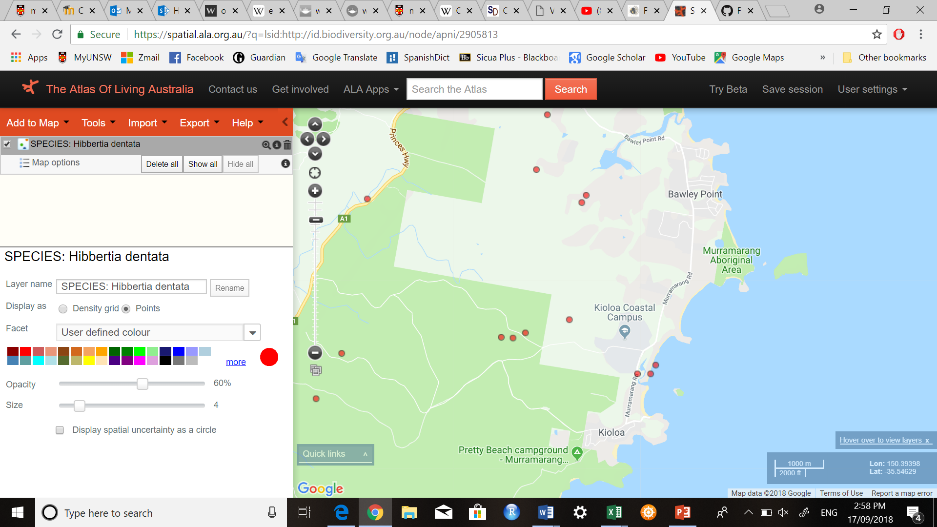 m
C
M
H
o
e
w
w
n
C
C
V
(
F
S
F
Secure
https://spatial.ala.org.au/?q=lsid:http://id.biodiversity.org.au/node/apni/2905813
Apps
MyUNSW
Zmail
Facebook
Guardian
Google Translate
SpanishDict
Sicua Plus - Blackbo
Google Scholar
YouTube
Google Maps
»
Other bookmarks
The Atlas Of Living Australia
Contact us
Get involved
ALA Apps
Search the Atlas
Search
Try Beta
Save session
User settings
Add to Map
Tools
Import
Export
Help
SPECIES: Hibbertia dentata
Map options
Delete all
Show all
Hide all
SPECIES: Hibbertia dentata
Layer name
SPECIES: Hibbertia dentata
Rename
Display as
Density grid
Points
Facet
User defined colour
more
Opacity
60%
Size
4
Display spatial uncertainty as a circle
Princes Hwy
A1
Bawley Point Rd
Bawley Point
Murramarang
Aboriginal
Area
Murramarang Rd
Kioloa Coastal
Campus
Murramarang Rd
Kioloa
Pretty Beach campground
- Murramarang...
Quick links
Hover over to view layers x
1000 m
2000 ft
Lon: 150.39398
Lat: -35.54629
Google
Map data ©2018 Google
Terms of Use
Report a map error
Type here to search
ENG
2:58 PM
17/09/2018
4